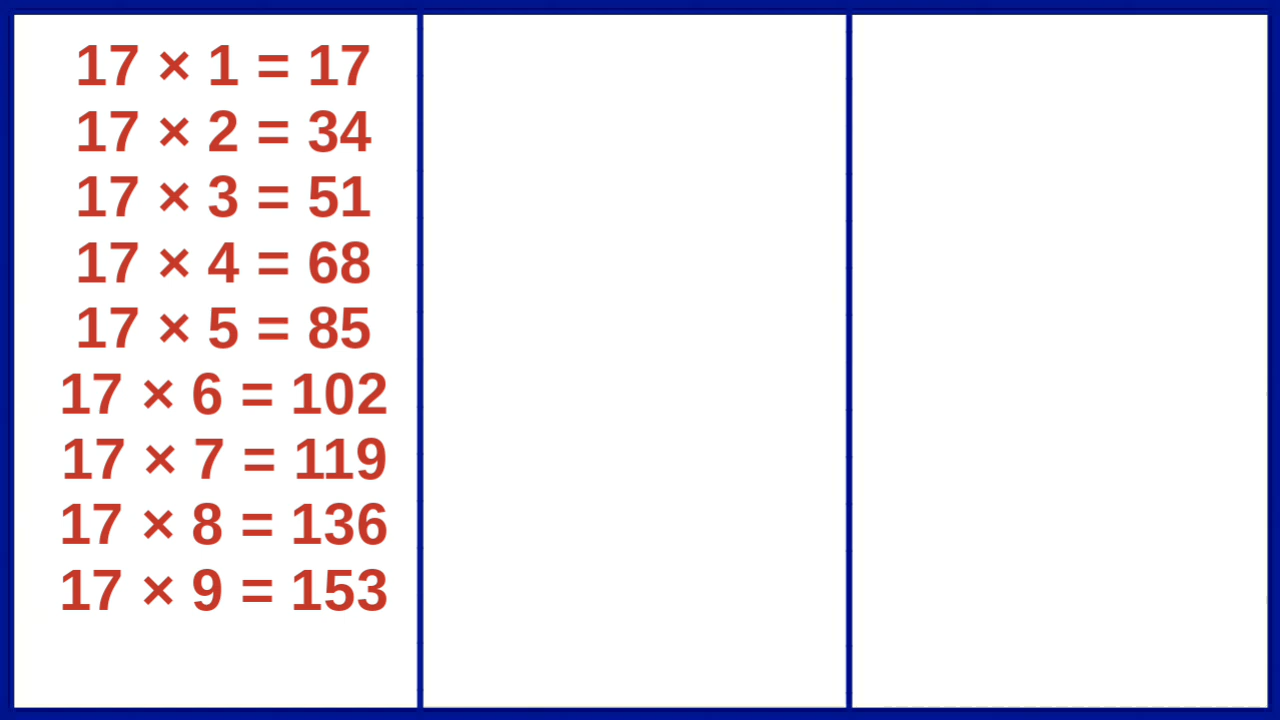 17 × 1 = 17
17 × 2 = 34
17 × 3 = 51
17 × 4 = 68
17 × 5 = 85
17 × 6 = 102
17 × 7 = 119
17 × 8 = 136
17 × 9 = 153